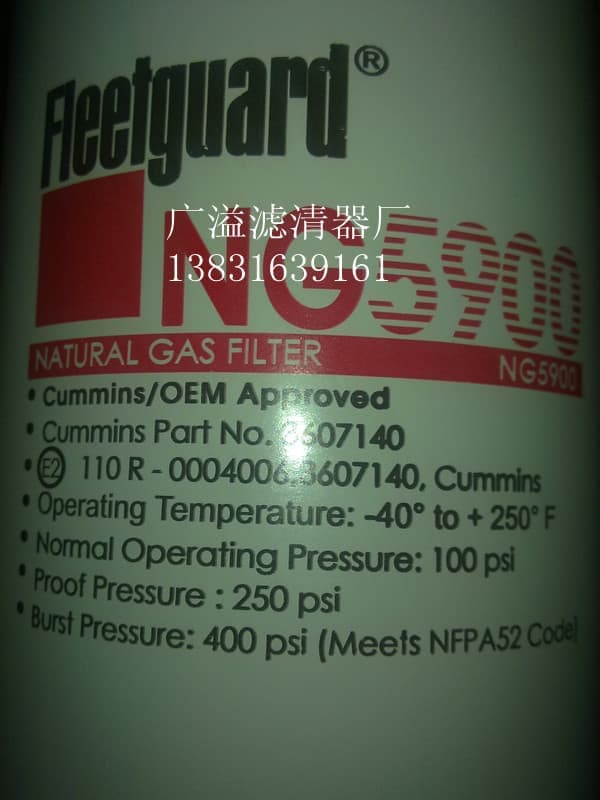 Fleetguard®
广溢滤清器厂
NG5900
13831639161
NATURAL GAS FILTER
NG5900
• Cummins/OEM Approved
• Cummins Part No. 3607140
• E2 110 R - 0004006,3607140, Cummins
• Operating Temperature: -40° to + 250° F
• Normal Operating Pressure: 100 psi
• Proof Pressure : 250 psi
• Burst Pressure: 400 psi (Meets NFPA52 Code)